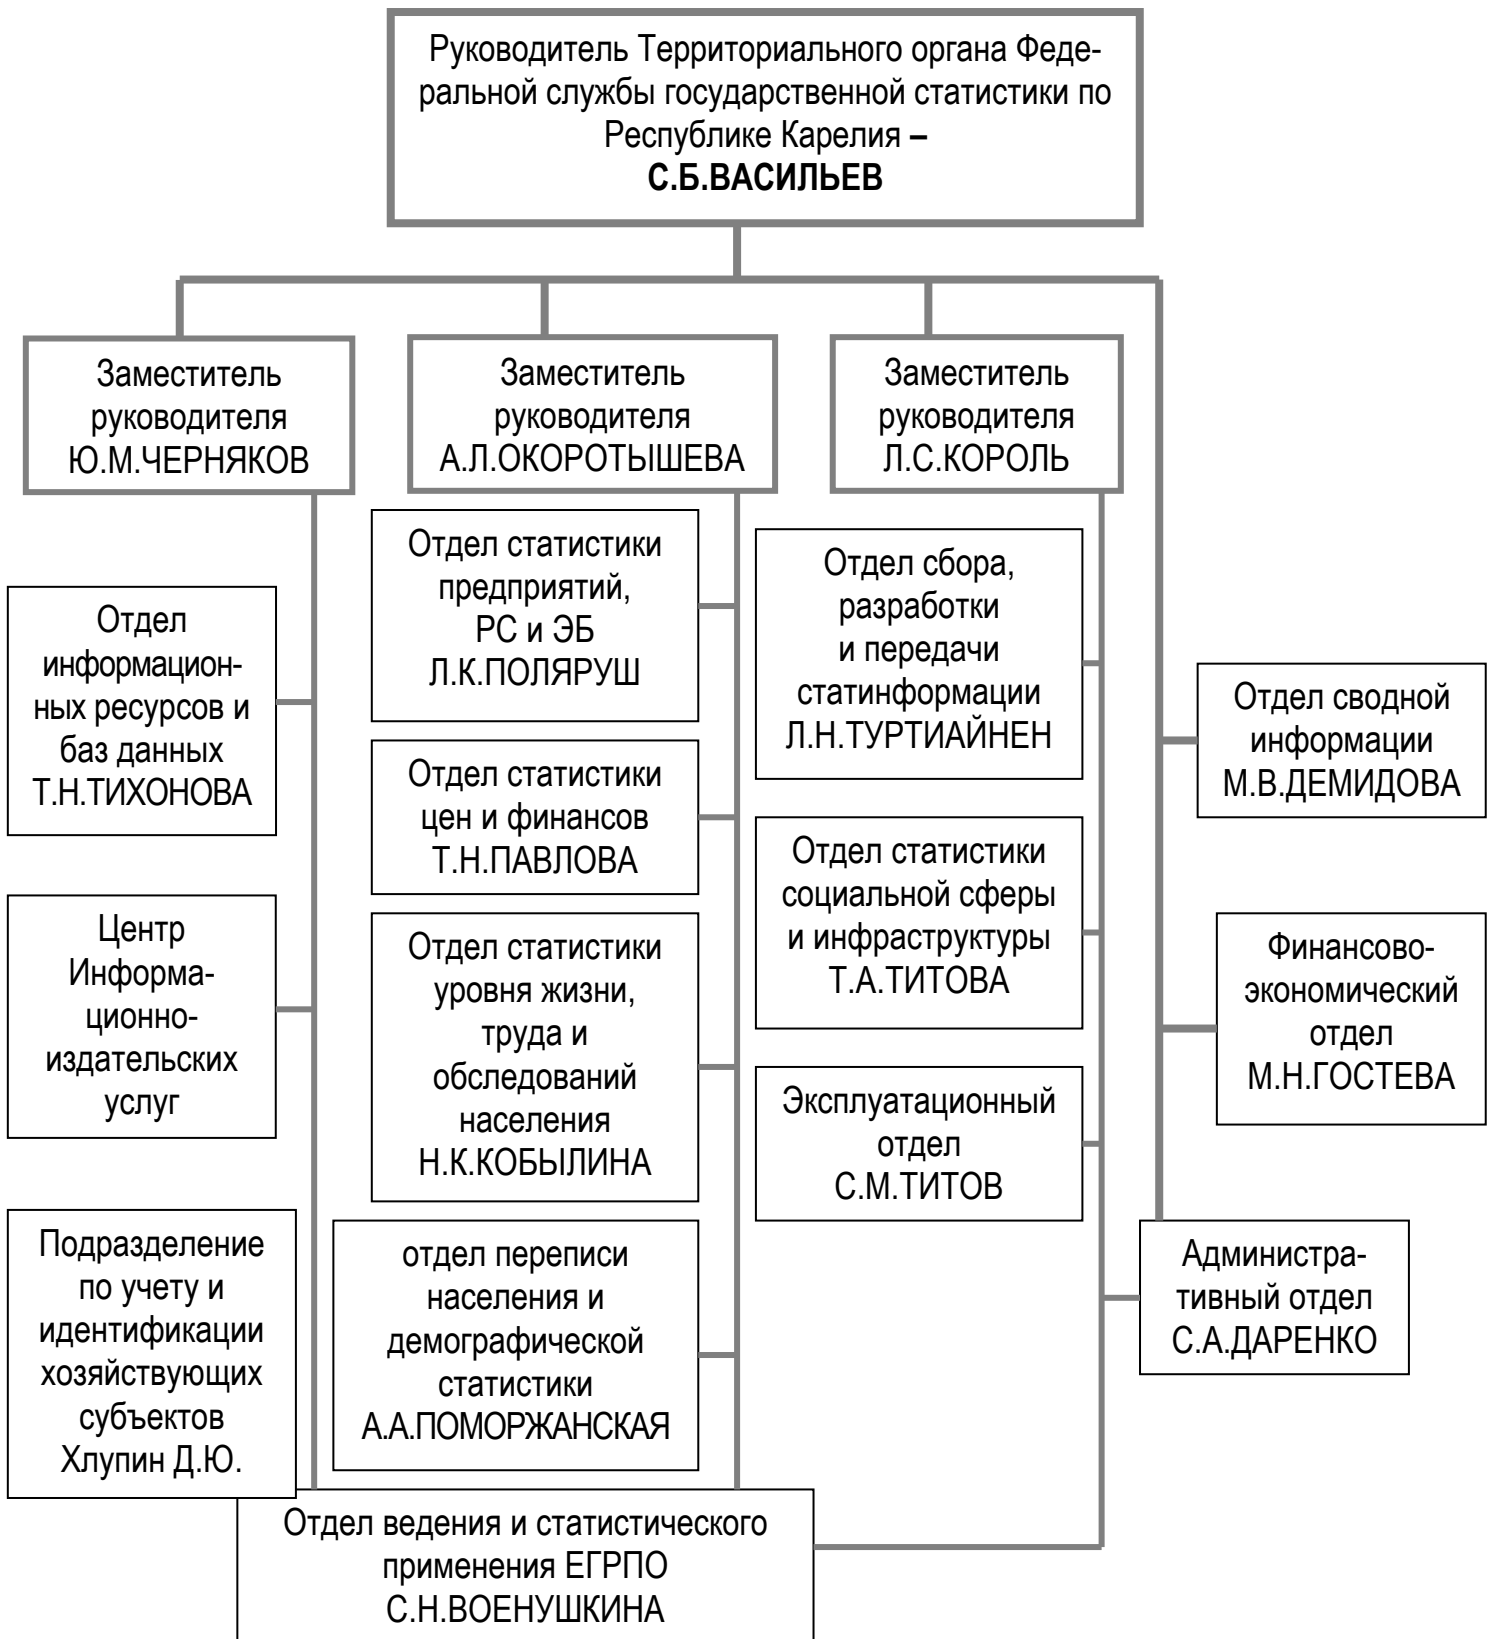 Руководитель Территориального органа Феде-
ральной службы государственной статистики по
Республике Карелия –
С.Б.ВАСИЛЬЕВ
Заместитель
руководителя
Ю.М.ЧЕРНЯКОВ
Заместитель
руководителя
А.Л.ОКОРОТЫШЕВА
Заместитель
руководителя
Л.С.КОРОЛЬ
Отдел
информацион-
ных ресурсов и
баз данных
Т.Н.ТИХОНОВА
Центр
Информа-
ционно-
издательских
услуг
Подразделение
по учету и
идентификации
хозяйствующих
субъектов
Хлупин Д.Ю.
Отдел статистики
предприятий,
РС и ЭБ
Л.К.ПОЛЯРУШ
Отдел статистики
цен и финансов
Т.Н.ПАВЛОВА
Отдел статистики
уровня жизни,
труда и
обследований
населения
Н.К.КОБЫЛИНА
отдел переписи
населения и
демографической
статистики
А.А.ПОМОРЖАНСКАЯ
Отдел сбора,
разработки
и передачи
статинформации
Л.Н.ТУРТИАЙНЕН
Отдел статистики
социальной сферы
и инфраструктуры
Т.А.ТИТОВА
Эксплуатационный
отдел
С.М.ТИТОВ
Отдел сводной
информации
М.В.ДЕМИДОВА
Финансово-
экономический
отдел
М.Н.ГОСТЕВА
Администра-
тивный отдел
С.А.ДАРЕНКО
Отдел ведения и статистического
применения ЕГРПО
С.Н.ВОЕНУШКИНА